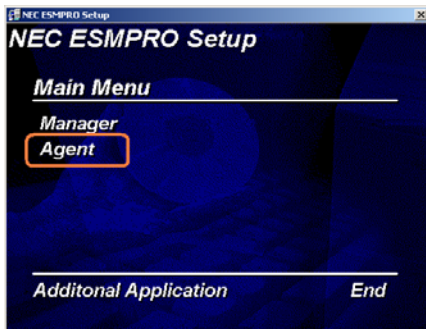 NEC ESMPRO Setup
NEC ESMPRO Setup
Main Menu
Manager
Agent
Additonal Application End